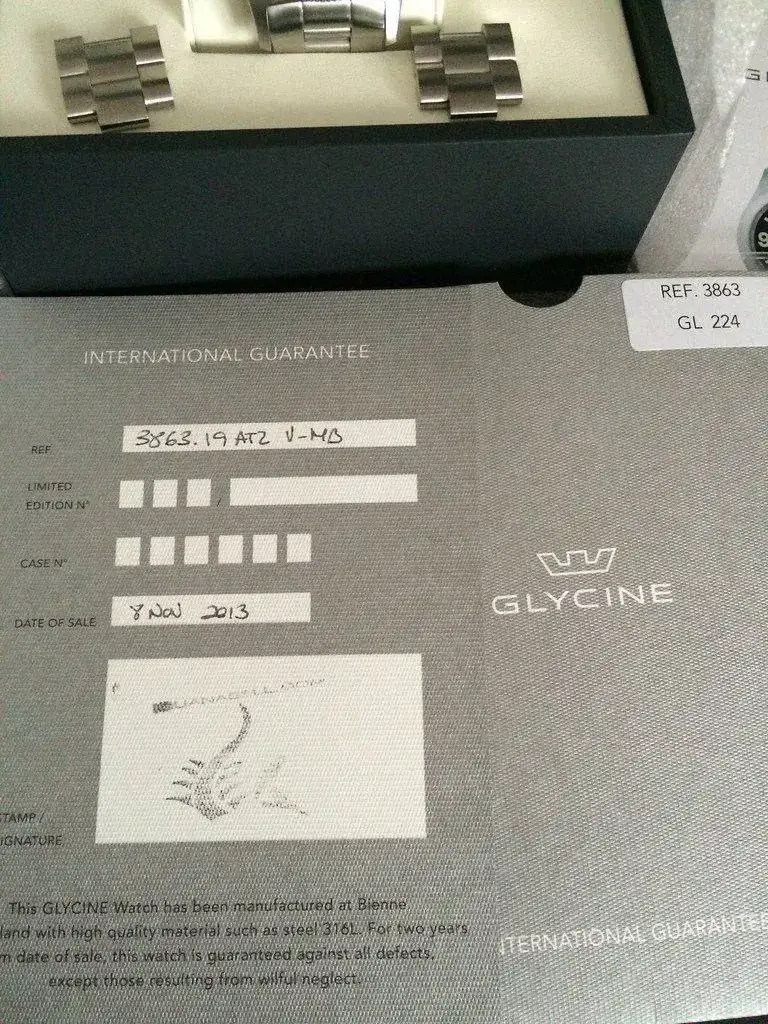 REF. 3863
GL 224
INTERNATIONAL GUARANTEE
REF
3863.19 AT2 V-MB
LIMITED
EDITION N°
/
CASE N°
DATE OF SALE
8 NOV 2013
STAMP /
IGNATURE
This GLYCINE Watch has been manufactured at Bienne
land with high quality material such as steel 316L. For two years
m date of sale, this watch is guaranteed against all defects,
except those resulting from wilful neglect.
GLYCINE
NTERNATIONAL GUARANTEE